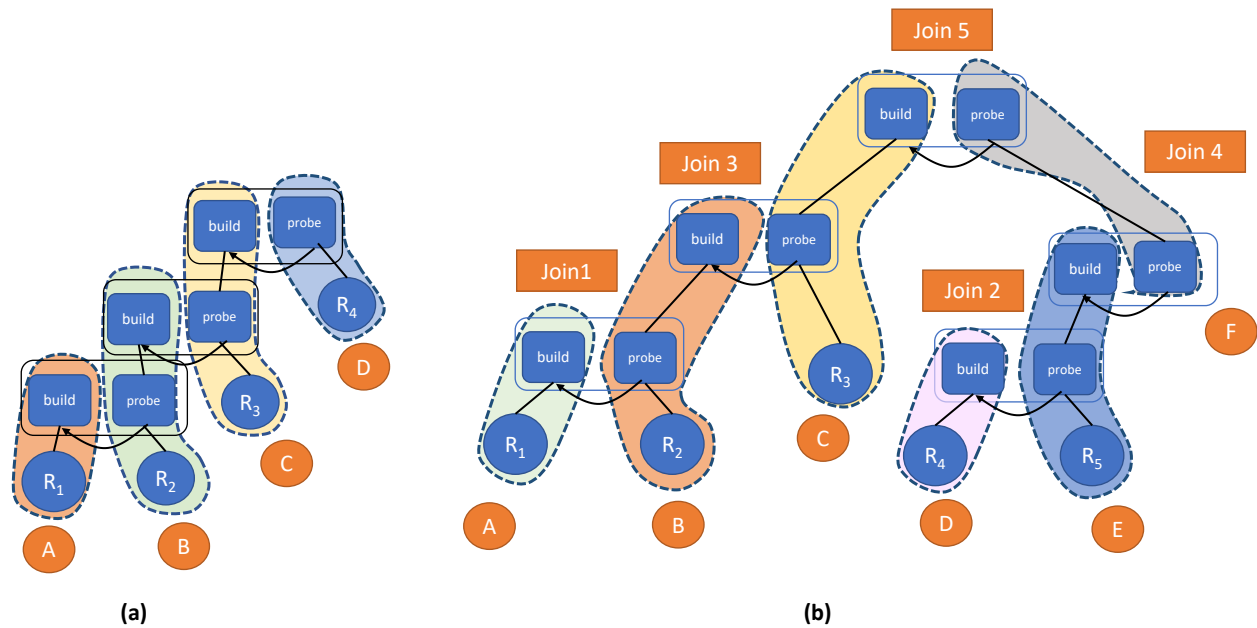 build
probe
build
probe
build
probe
R1
R2
R3
R4
A
B
C
D
(a)
Join 5
build
probe
Join 3
Join 4
build
probe
build
probe
Join1
Join 2
build
probe
build
probe
R1
R2
R3
R4
R5
A
B
C
D
E
F
(b)